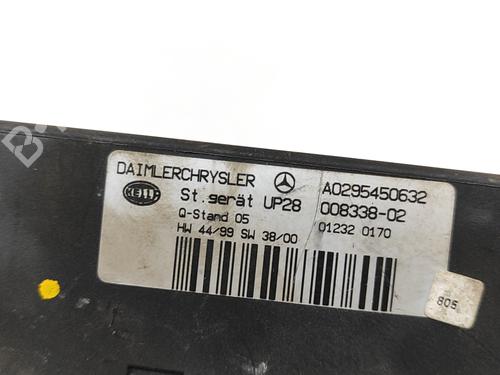 DAIMLERCHRYSLER A0295450632
HELLA St.gerät UP28 008338-02
Q-Stand 05 01232 0170
HW 44/99 SW 38/00
805